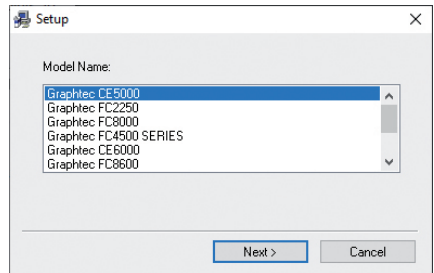 Setup
Model Name:
Graphtec CE5000
Graphtec FC2250
Graphtec FC8000
Graphtec FC4500 SERIES
Graphtec CE6000
Graphtec FC8600
Next >
Cancel